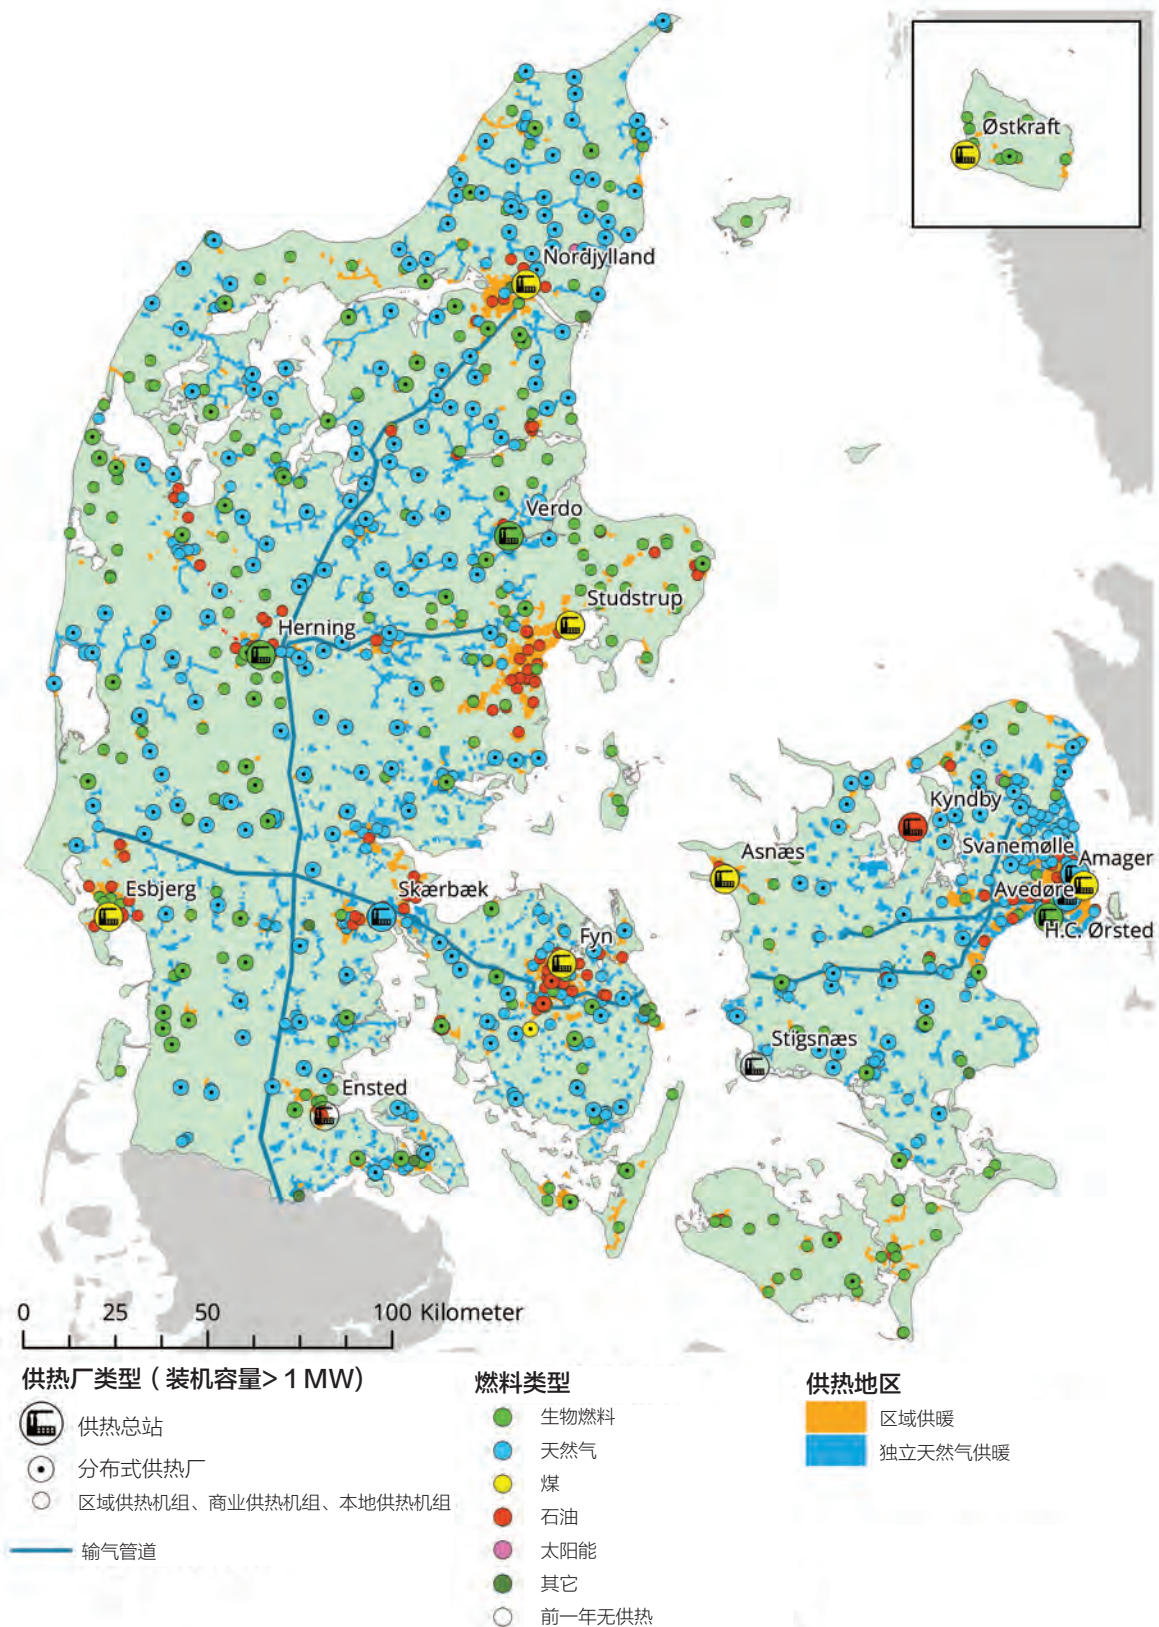 Østkraft
Nordjylland
Verdo
Studstrup
Herning
Kyndby
Svanemølle
Asnæs
Amager
Esbjerg
Skærbæk
Avedøre
H.C. Ørsted
Fyn
Stigsnæs
Ensted
0 25 50 100 Kilometer
供热厂类型（装机容量> 1 MW)
供热总站
分布式供热厂
区域供热机组、商业供热机组、本地供热机组
输气管道
燃料类型
生物燃料
天然气
煤
石油
太阳能
其它
前一年无供热
供热地区
区域供暖
独立天然气供暖